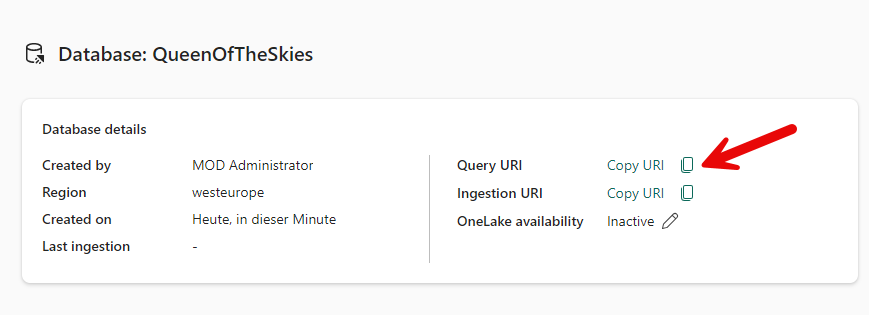 Database: QueenOfTheSkies
Database details
Created by MOD Administrator
Region westeurope
Created on Heute, in dieser Minute
Last ingestion -
Query URI Copy URI
Ingestion URI Copy URI
OneLake availability Inactive